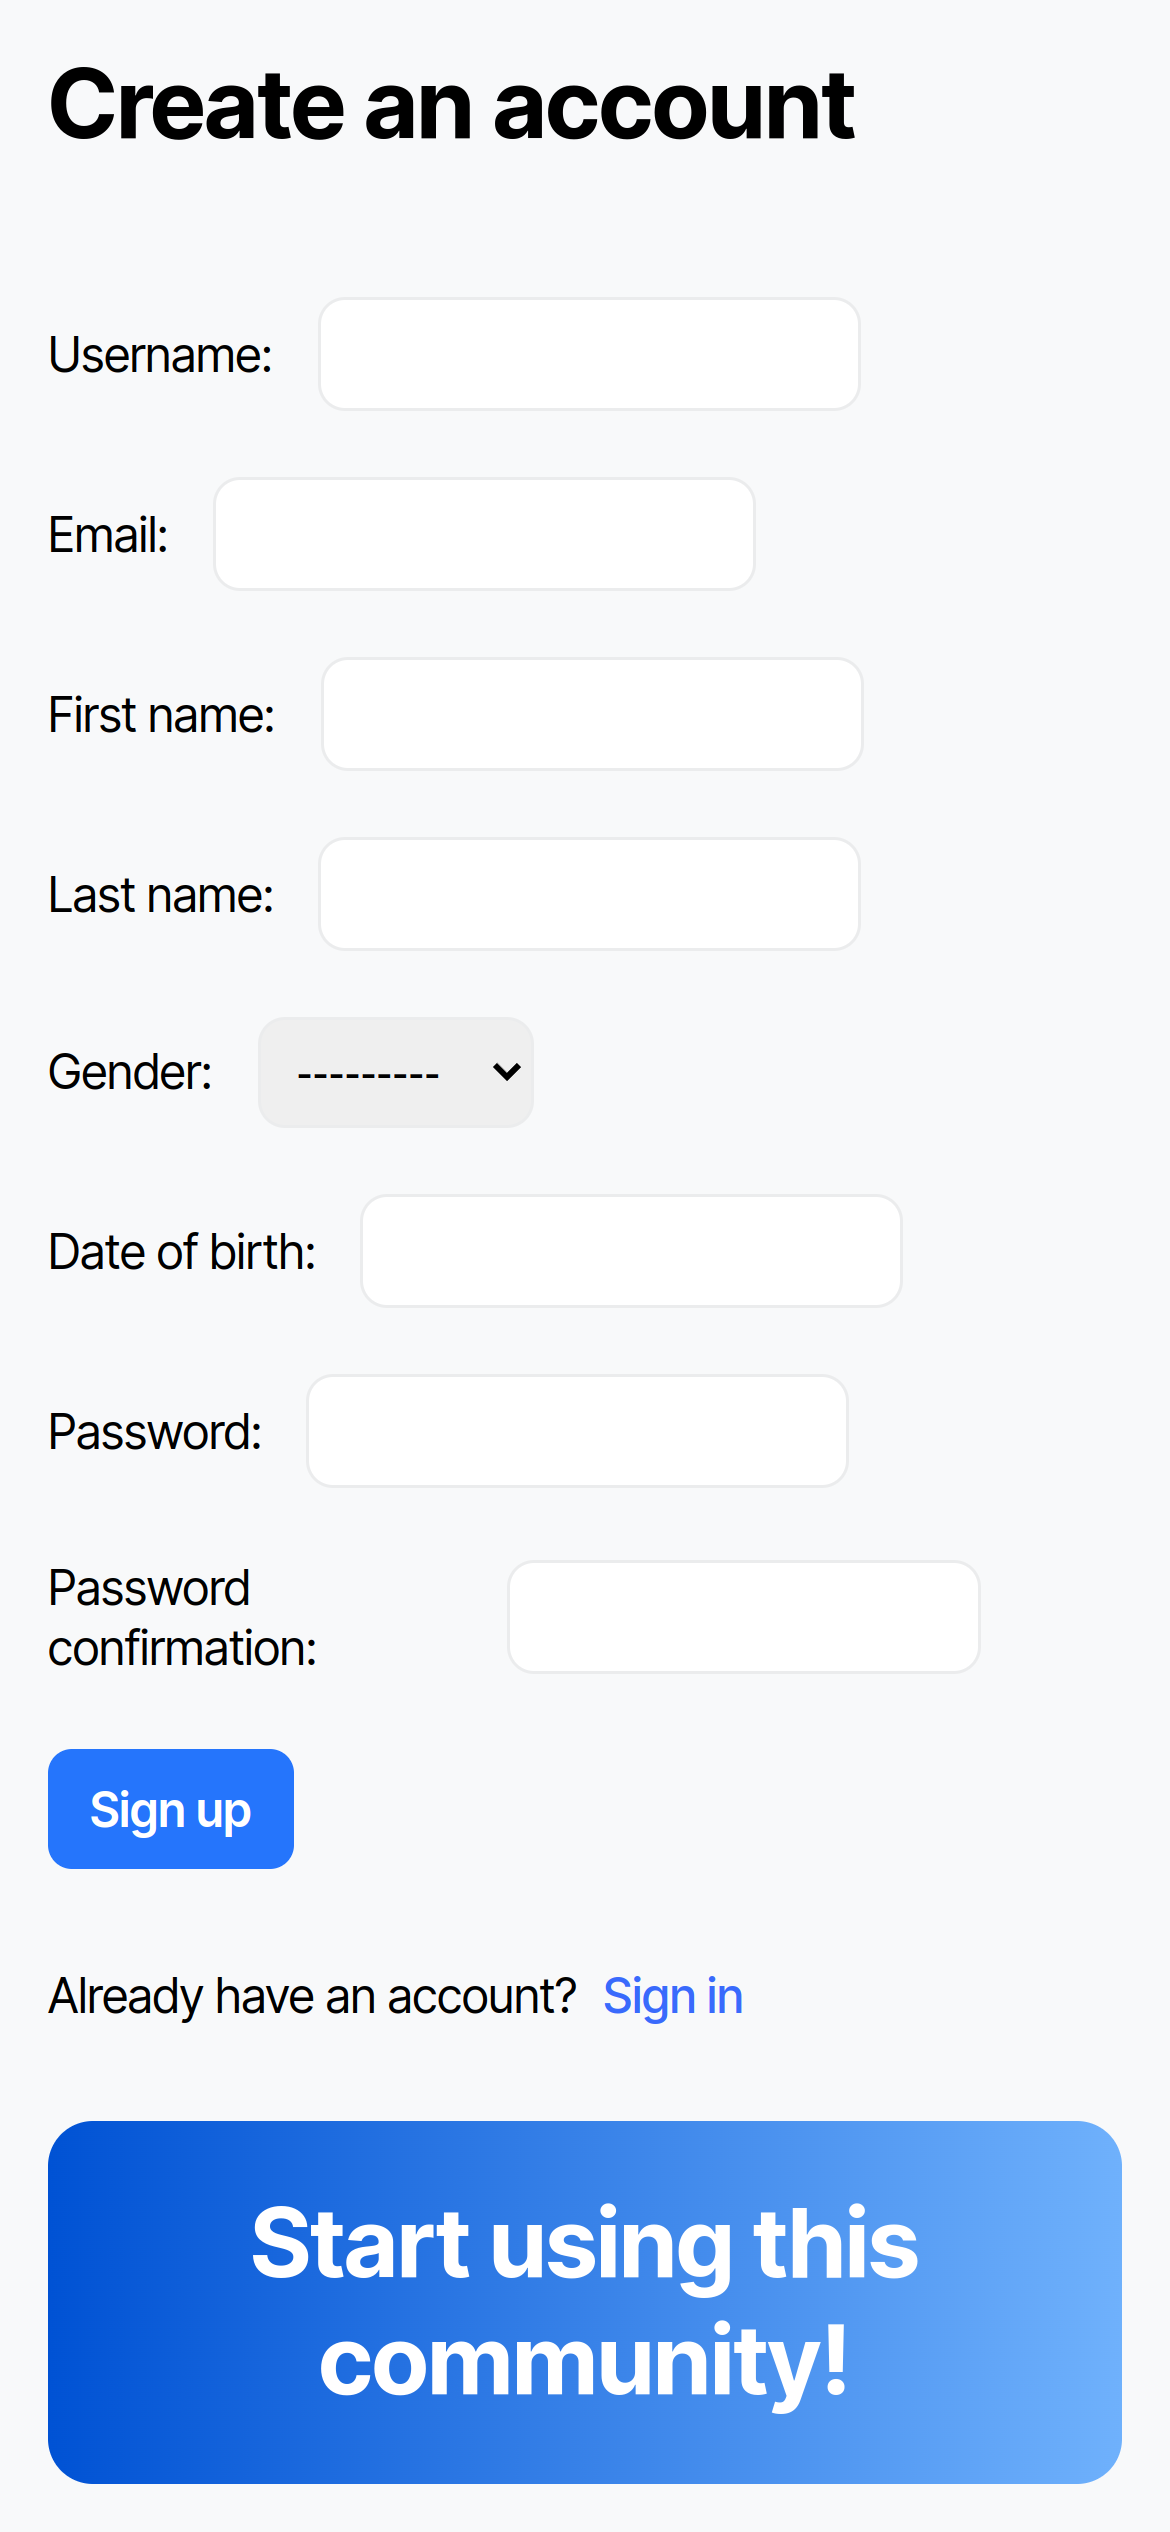 Create an account
Username:
Email:
First name:
Last name:
Gender: ---------
Date of birth:
Password:
Password
confirmation:
Sign up
Already have an account? Sign in
Start using this
community!